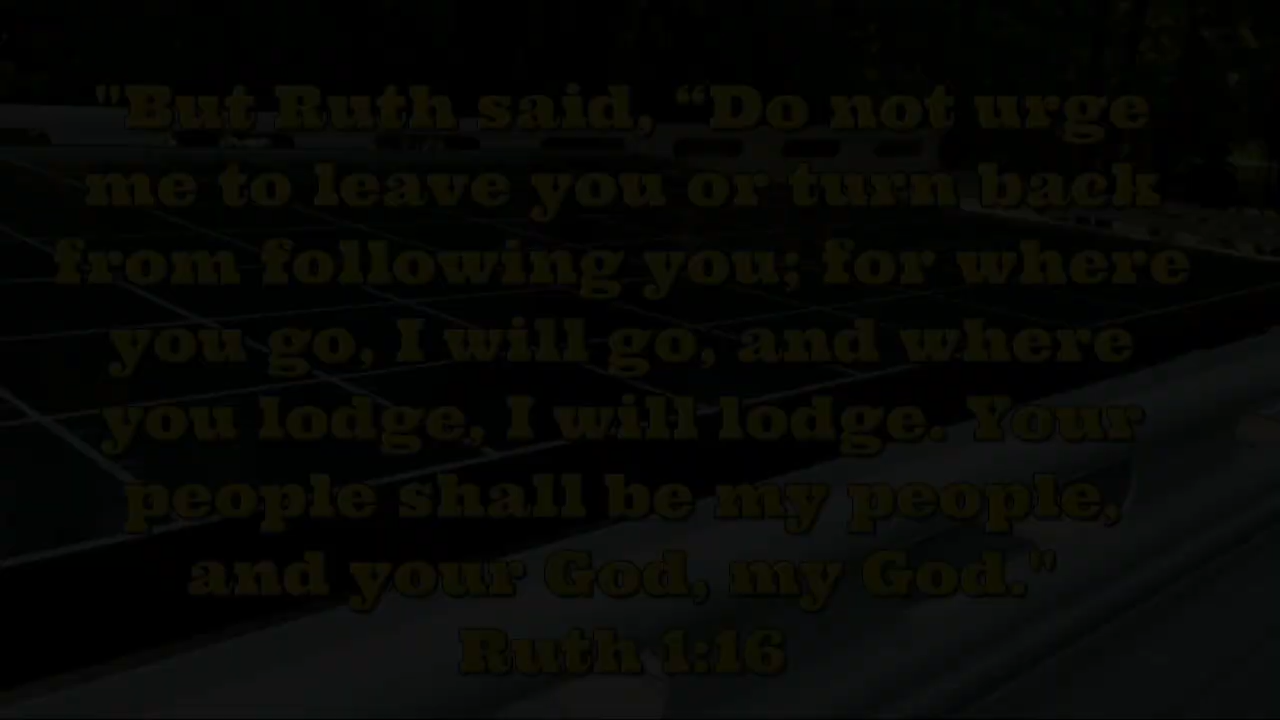 "But Ruth said, “Do not urge
me to leave you or turn back
from following you; for where
you go, I will go, and where
you lodge, I will lodge. Your
people shall be my people,
and your God, my God."
Ruth 1:16